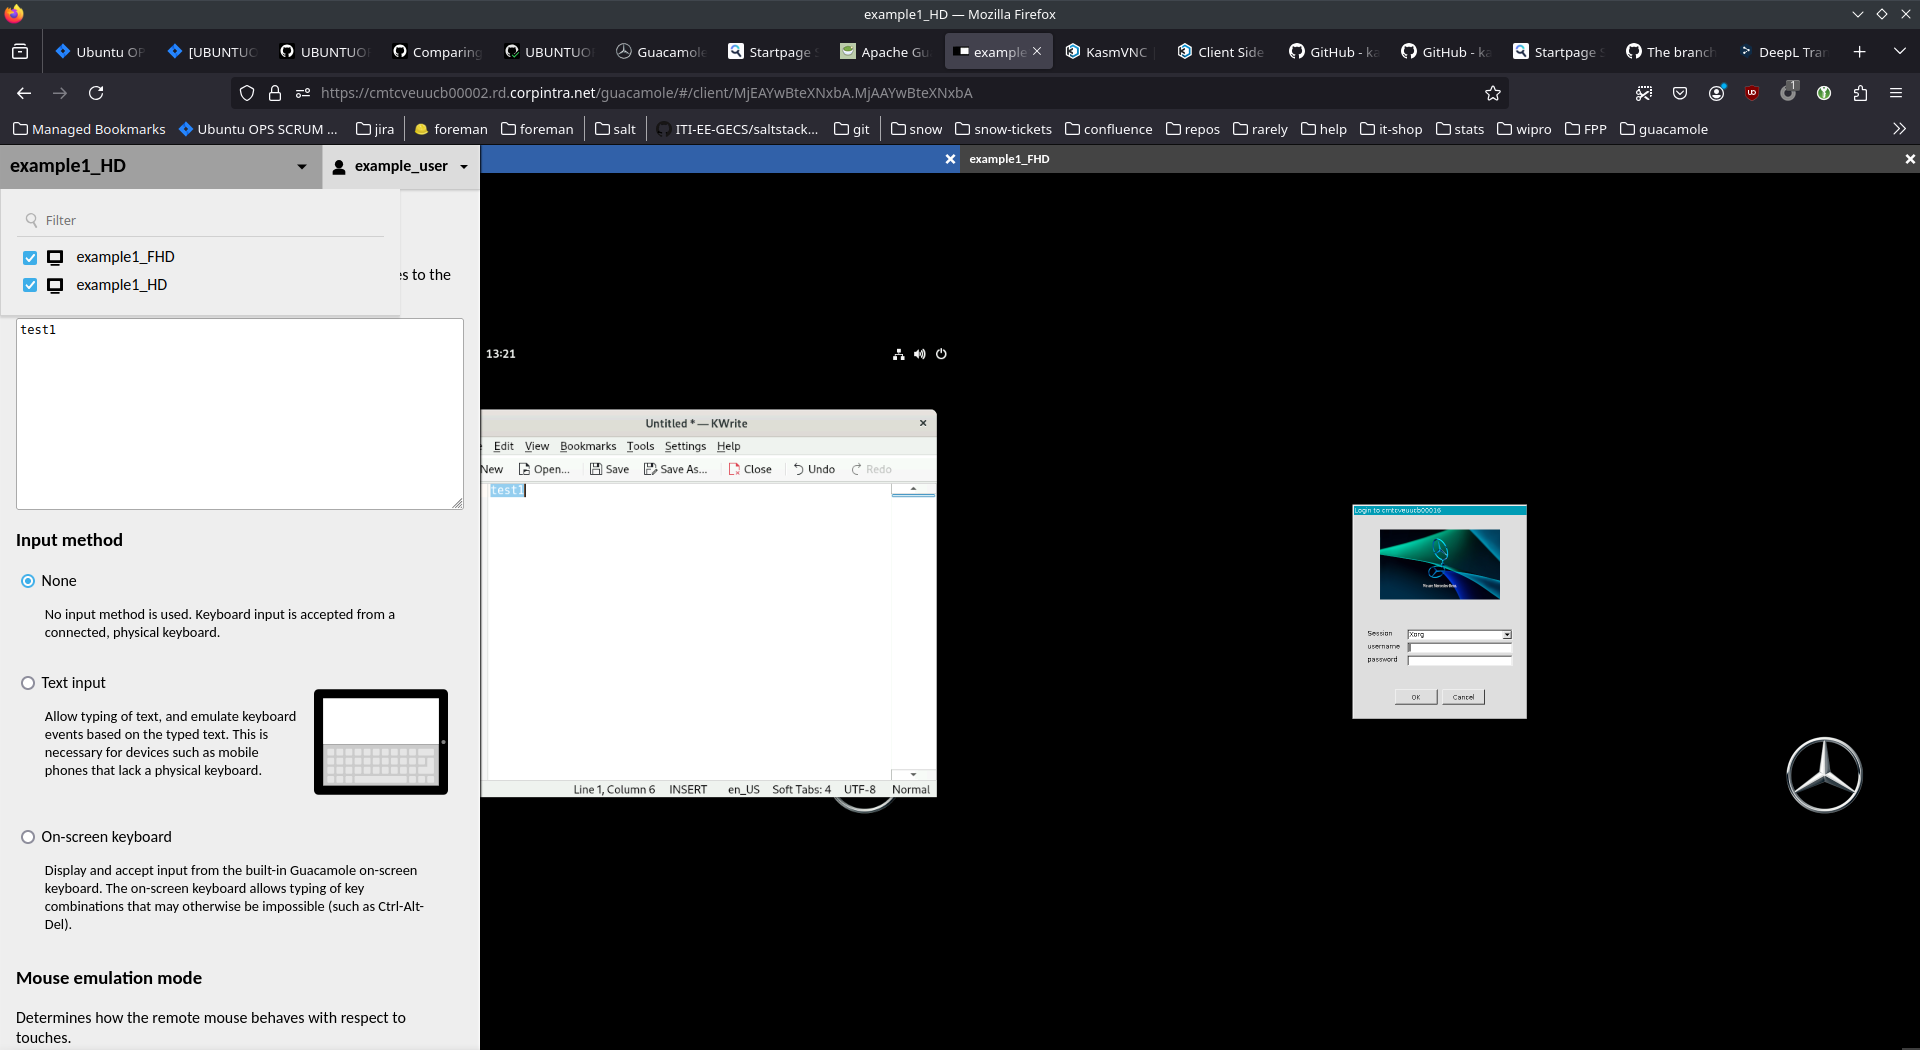 example1_HD — Mozilla Firefox
Ubuntu OP
[UBUNTUO
UBUNTUO
Comparing
UBUNTUO
Guacamole
Startpage S
Apache Gu
example
KasmVNC
Client Side
GitHub - ka
GitHub - ka
Startpage S
The branch
DeepL Tran
https://cmtcveuucb00002.rd.corpintra.net/guacamole/#/client/MjEAYwBteXNxbA.MjAAYwBteXNxbA
1
Managed Bookmarks
Ubuntu OPS SCRUM ...
jira
foreman
foreman
salt
ITI-EE-GECS/saltstack...
git
snow
snow-tickets
confluence
repos
rarely
help
it-shop
stats
wipro
FPP
guacamole
example1_HD
example_user
example1_FHD
Filter
example1_FHD
example1_HD
es to the
test1
Input method
None
No input method is used. Keyboard input is accepted from a
connected, physical keyboard.
Text input
Allow typing of text, and emulate keyboard
events based on the typed text. This is
necessary for devices such as mobile
phones that lack a physical keyboard.
On-screen keyboard
Display and accept input from the built-in Guacamole on-screen
keyboard. The on-screen keyboard allows typing of key
combinations that may otherwise be impossible (such as Ctrl-Alt-
Del).
Mouse emulation mode
Determines how the remote mouse behaves with respect to
touches.
13:21
Untitled * — KWrite
Edit View Bookmarks Tools Settings Help
New Open... Save Save As... Close Undo Redo
test1
Line 1, Column 6 INSERT en_US Soft Tabs: 4 UTF-8 Normal
Login to cmtcveuucb00016
We are Mercedes-Benz.
Session Xorg
username
password
OK Cancel